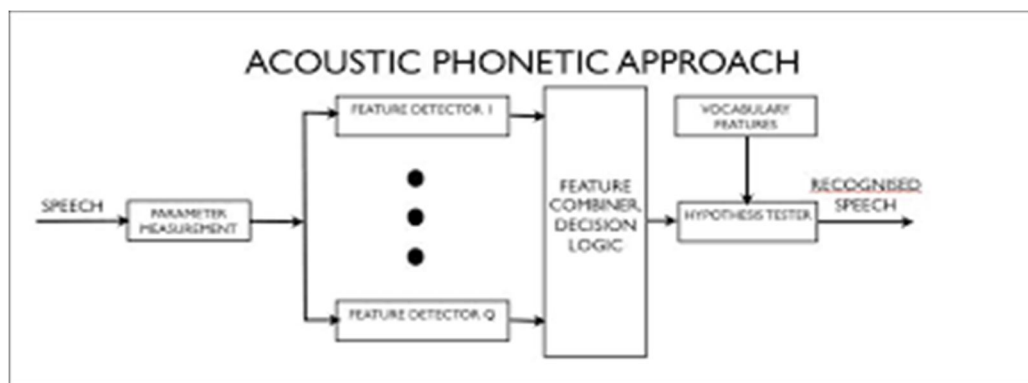 ACOUSTIC PHONETIC APPROACH
SPEECH
PARAMETER
MEASUREMENT
FEATURE DETECTOR 1
FEATURE DETECTOR Q
FEATURE
COMBINER,
DECISION
LOGIC
VOCABULARY
FEATURES
HYPOTHESIS TESTER
RECOGNISED
SPEECH